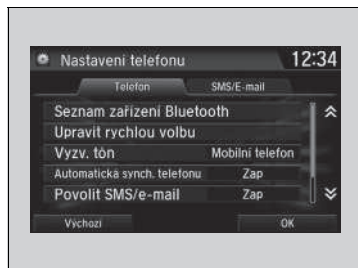 Nastavení telefonu 12:34
Telefon SMS/E-mail
Seznam zařízení Bluetooth
Upravit rychlou volbu
Vyzv. tón Mobilní telefon
Automatická synch. telefonu Zap
Povolit SMS/e-mail Zap
Výchozí OK